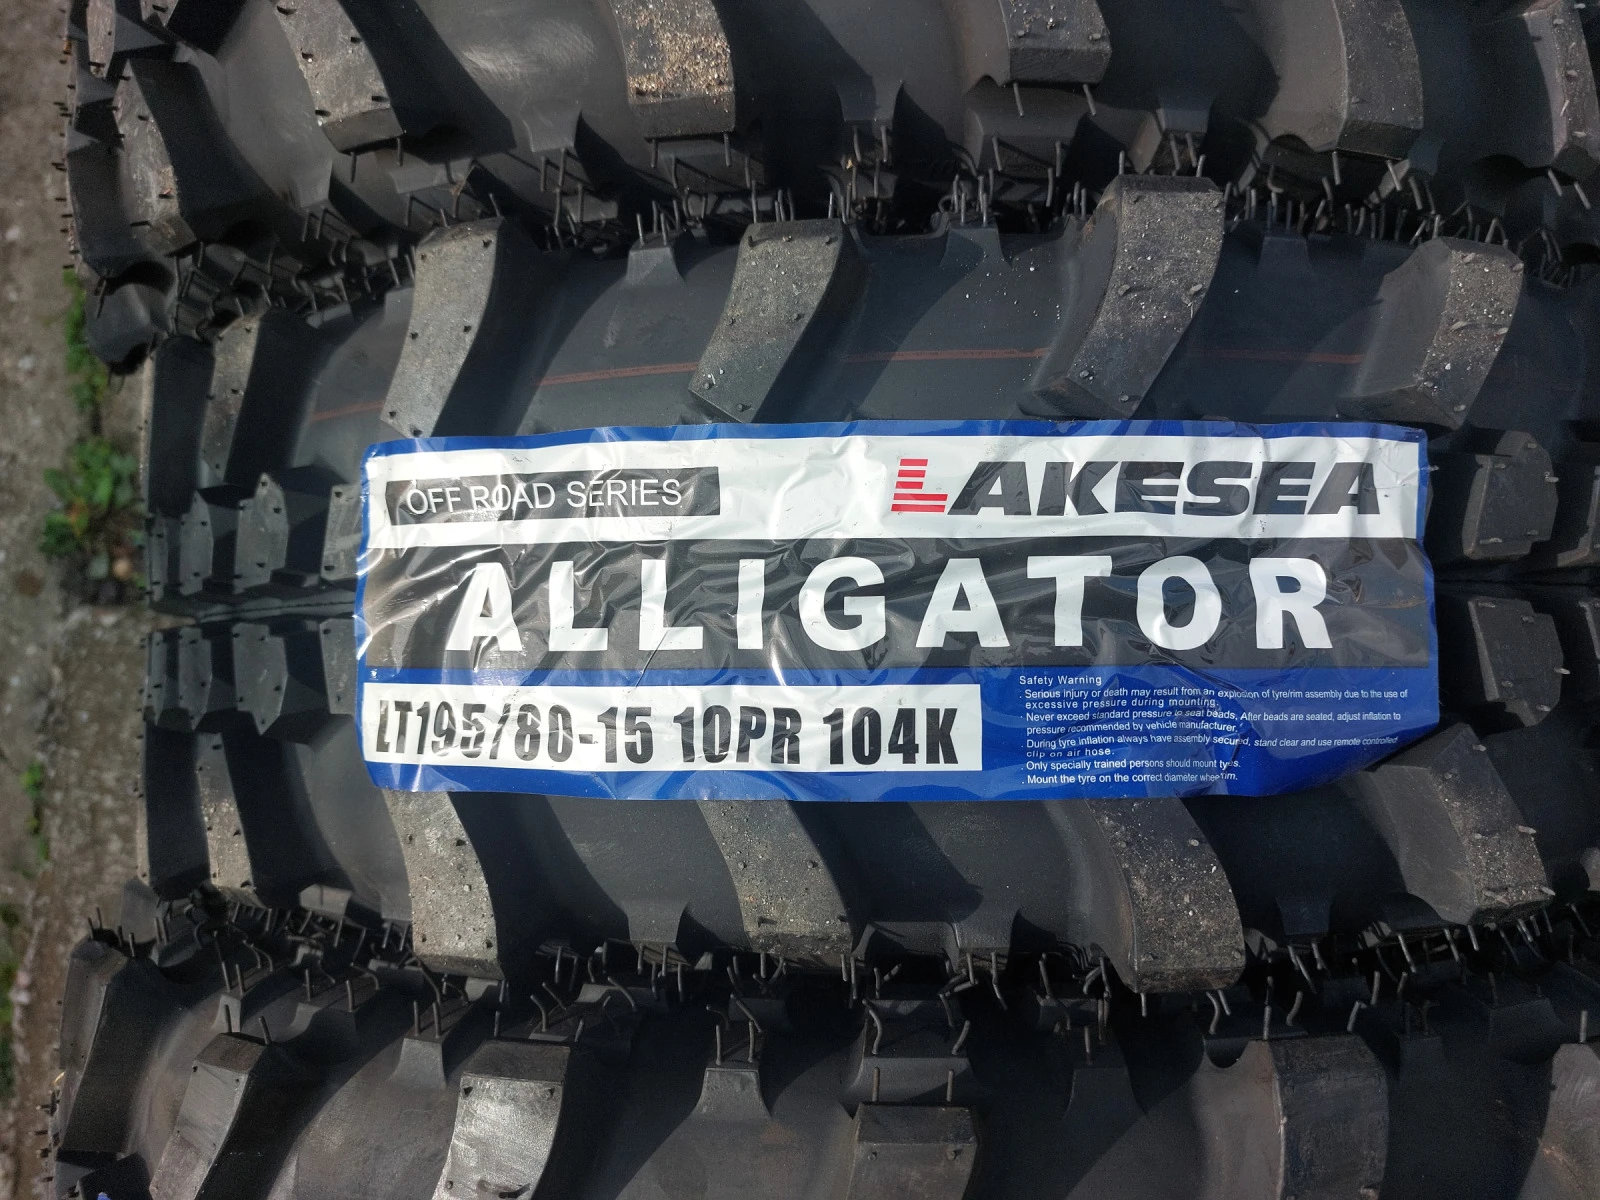 OFF ROAD SERIES
LAKESEA
ALLIGATOR
LT195/80-15 10PR 104K
Safety Warning
. Serious injury or death may result from an explosion of tyre/rim assembly due to the use of
excessive pressure during mounting.
. Never exceed standard pressure to seat beads. After beads are seated, adjust inflation to
pressure recommended by vehicle manufacturer.
. During tyre inflation always have assembly secured, stand clear and use remote controlled
clip on air hose.
. Only specially trained persons should mount tyres.
. Mount the tyre on the correct diameter wheel rim.